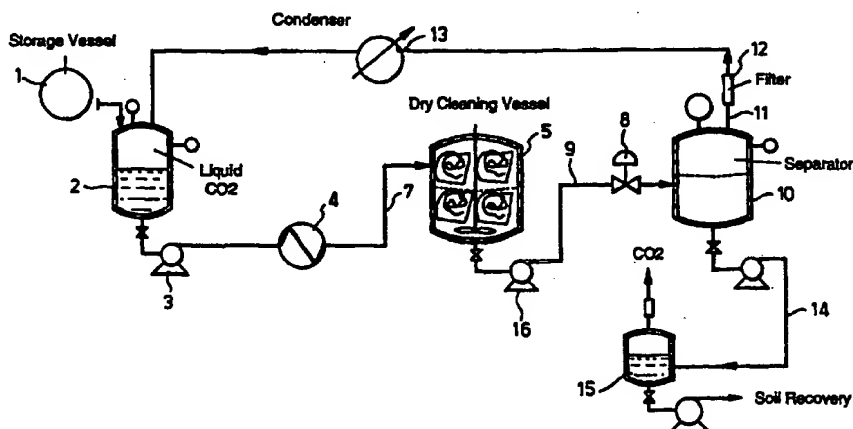 Condenser
Storage Vessel
1
13
12
Filter
Dry Cleaning Vessel
11
5
8
Liquid
CO2
2
9
Separator
10
4
7
3
16
CO2
14
15
Soil Recovery